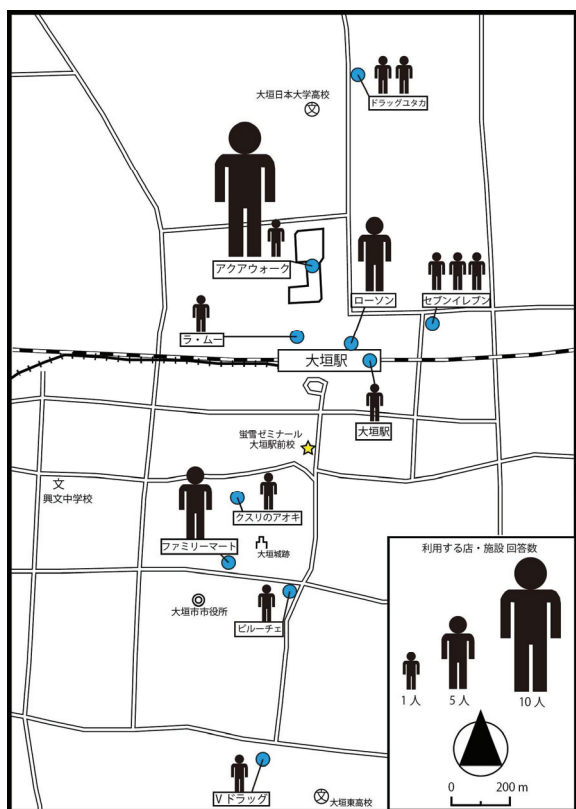 大垣日本大学高校
文
ドラッグユタカ
アクアウォーク
ローソン
セブンイレブン
ラ・ムー
大垣駅
大垣駅
蛍雪ゼミナール
大垣駅前校
文
興文中学校
クスリのアオキ
ファミリーマート
大垣城跡
大垣市市役所
ビルーチェ
Vドラッグ
文
大垣東高校
利用する店・施設 回答数
1人
5人
10人
0 200 m